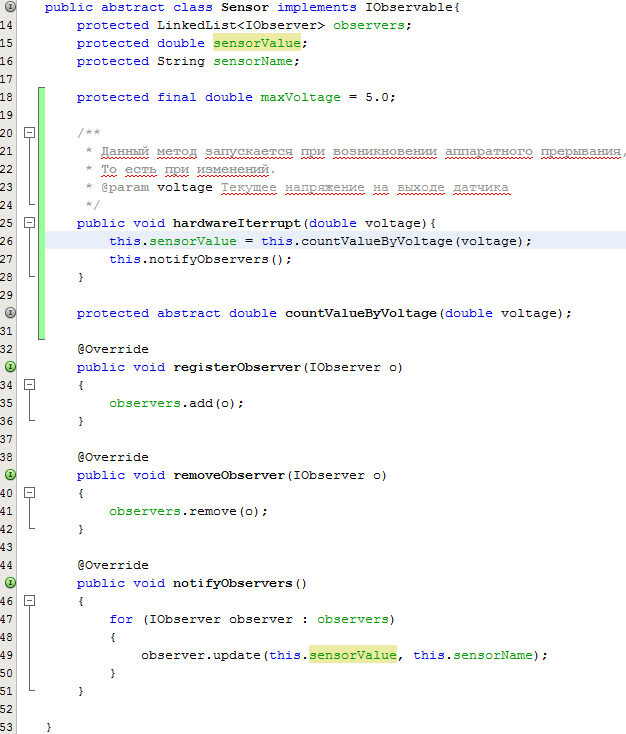 public abstract class Sensor implements IObservable{
14 protected LinkedList<IObserver> observers;
15 protected double sensorValue;
16 protected String sensorName;
17
18 protected final double maxVoltage = 5.0;
19
20 /**
21 * Данный метод запускается при возникновении аппаратного прерывания,
22 * То есть при изменений.
23 * @param voltage Текущее напряжение на выходе датчика
24 */
25 public void hardwareIterrupt(double voltage){
26 this.sensorValue = this.countValueByVoltage(voltage);
27 this.notifyObservers();
28 }
29
protected abstract double countValueByVoltage(double voltage);
31
32 @Override
public void registerObserver(IObserver o)
34 {
35 observers.add(o);
36 }
37
38 @Override
public void removeObserver(IObserver o)
40 {
41 observers.remove(o);
42 }
43
44 @Override
public void notifyObservers()
46 {
47 for (IObserver observer : observers)
48 {
49 observer.update(this.sensorValue, this.sensorName);
50 }
51 }
52
53 }